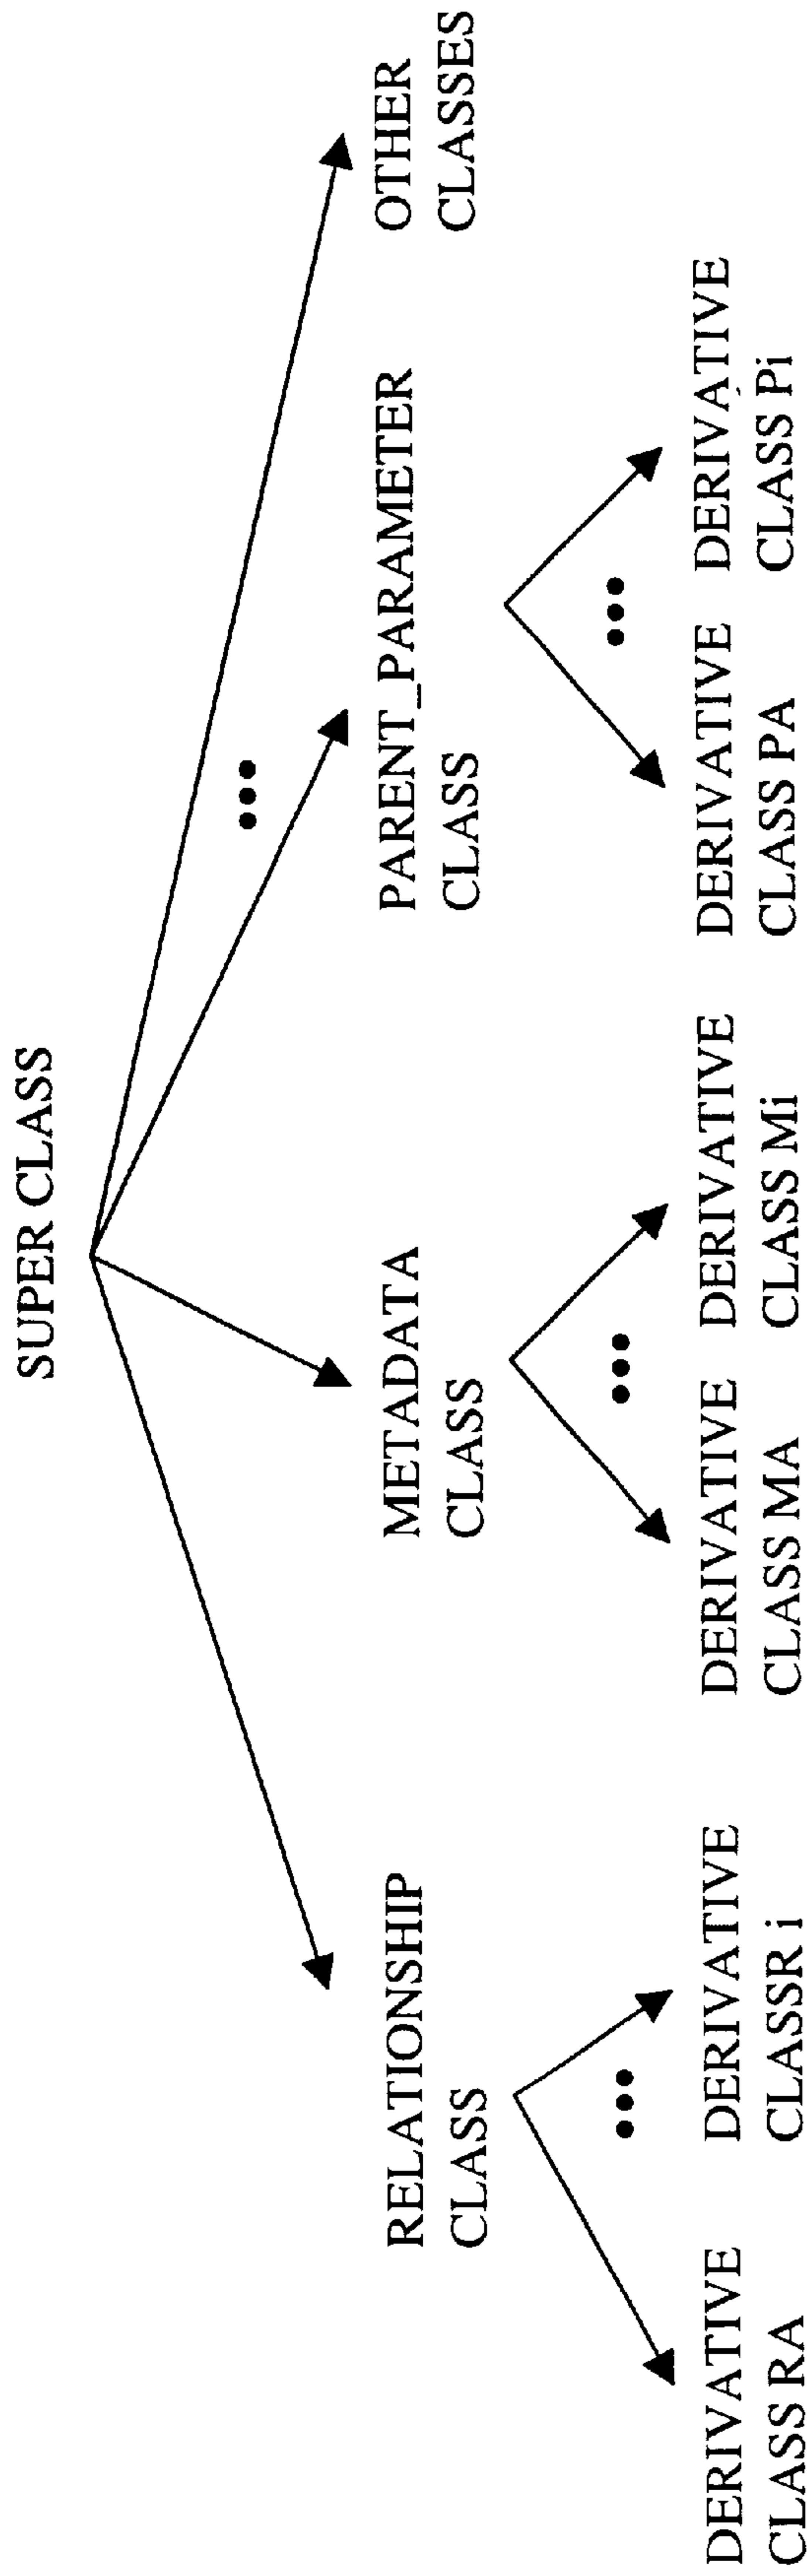 SUPER CLASS
RELATIONSHIP
CLASS
METADATA
CLASS
PARENT_PARAMETER
CLASS
OTHER
CLASSES
DERIVATIVE
CLASS RA
DERIVATIVE
CLASSR i
DERIVATIVE
CLASS MA
DERIVATIVE
CLASS Mi
DERIVATIVE
CLASS PA
DERIVATIVE
CLASS Pi